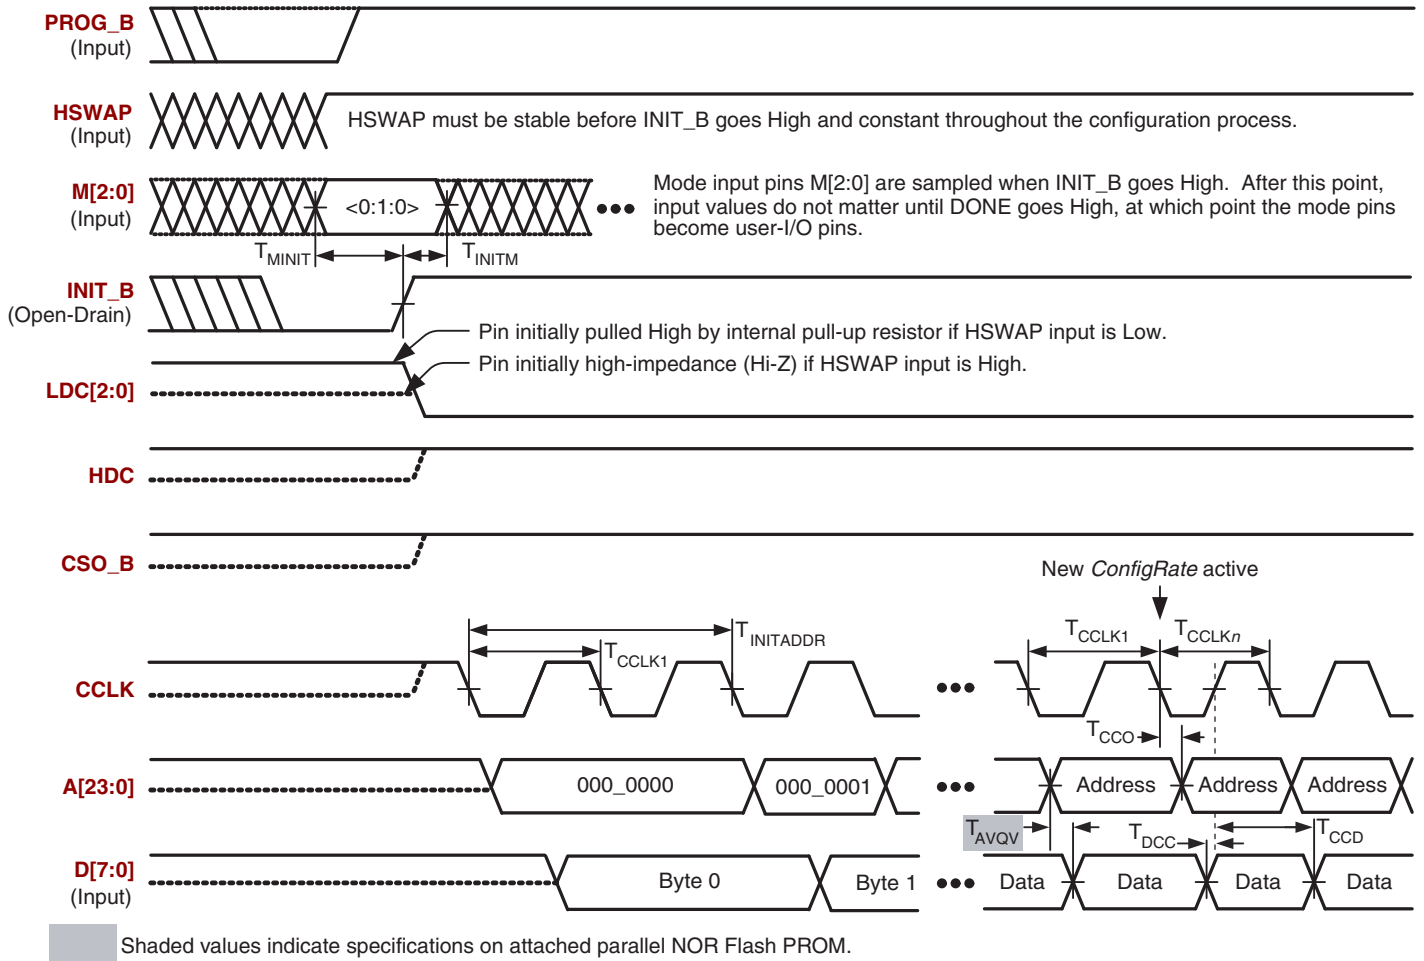 PROG_B
(Input)
HSWAP
(Input)
HSWAP must be stable before INIT_B goes High and constant throughout the configuration process.
M[2:0]
(Input)
<0:1:0>
Mode input pins M[2:0] are sampled when INIT_B goes High. After this point,
input values do not matter until DONE goes High, at which point the mode pins
become user-I/O pins.
TMINIT
TINITM
INIT_B
(Open-Drain)
Pin initially pulled High by internal pull-up resistor if HSWAP input is Low.
Pin initially high-impedance (Hi-Z) if HSWAP input is High.
LDC[2:0]
HDC
CSO_B
New ConfigRate active
TINITADDR
TCCLK1
TCCLK1
TCCLKn
CCLK
TCCO
A[23:0]
000_0000
000_0001
Address
Address
Address
TAVQV
TDCC
TCCD
D[7:0]
(Input)
Byte 0
Byte 1
Data
Data
Data
Data
Shaded values indicate specifications on attached parallel NOR Flash PROM.